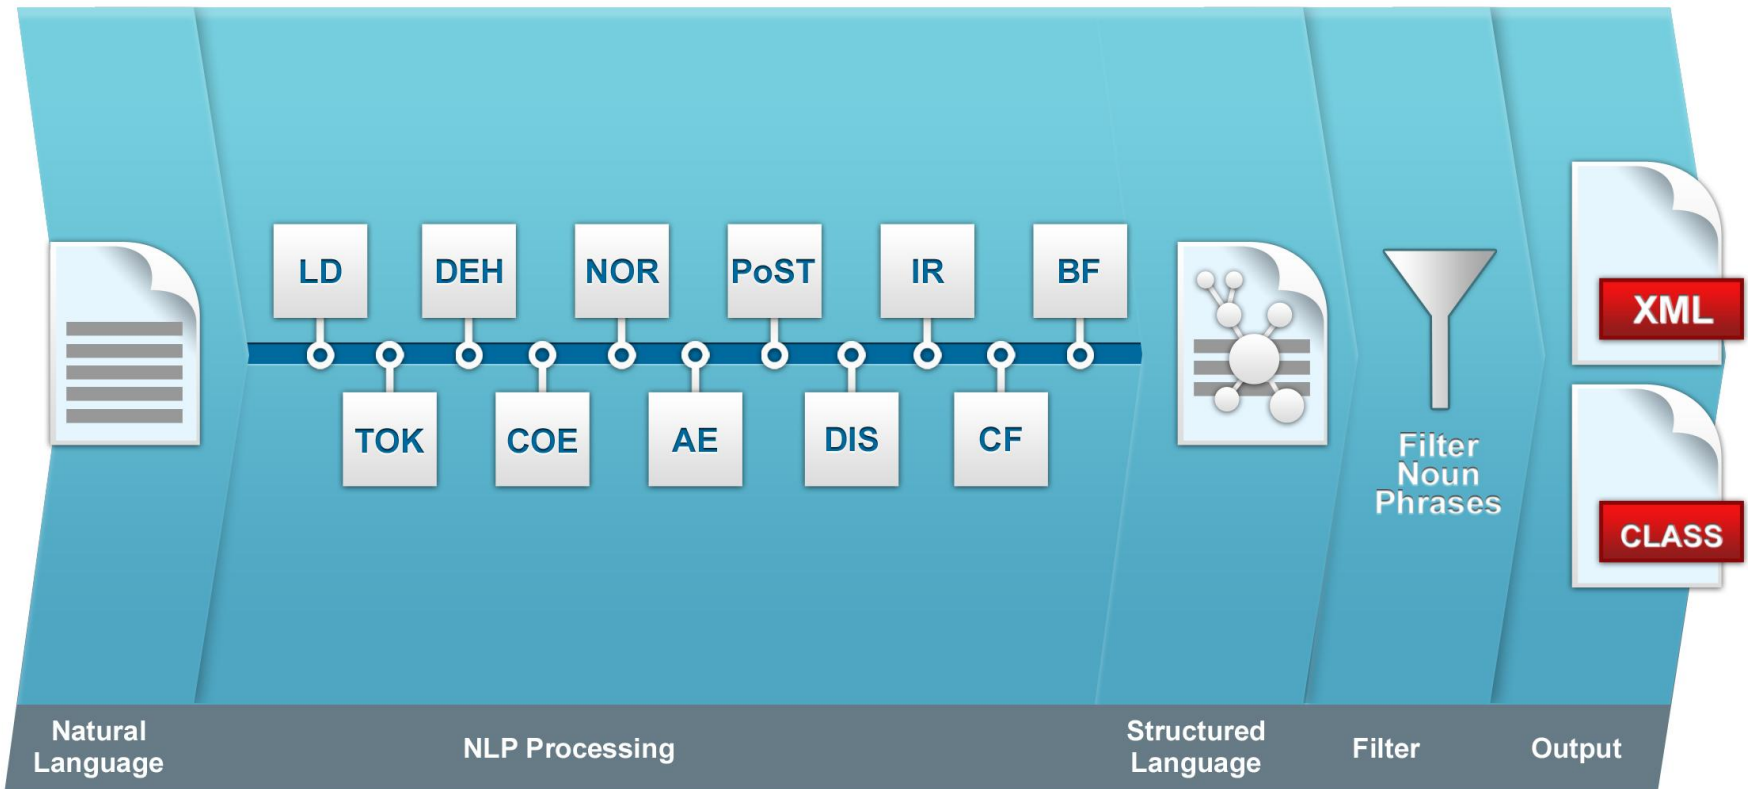 LD
DEH
NOR
PoST
IR
BF
TOK
COE
AE
DIS
CF
Filter
Noun
Phrases
XML
CLASS
Natural
Language
NLP Processing
Structured
Language
Filter
Output